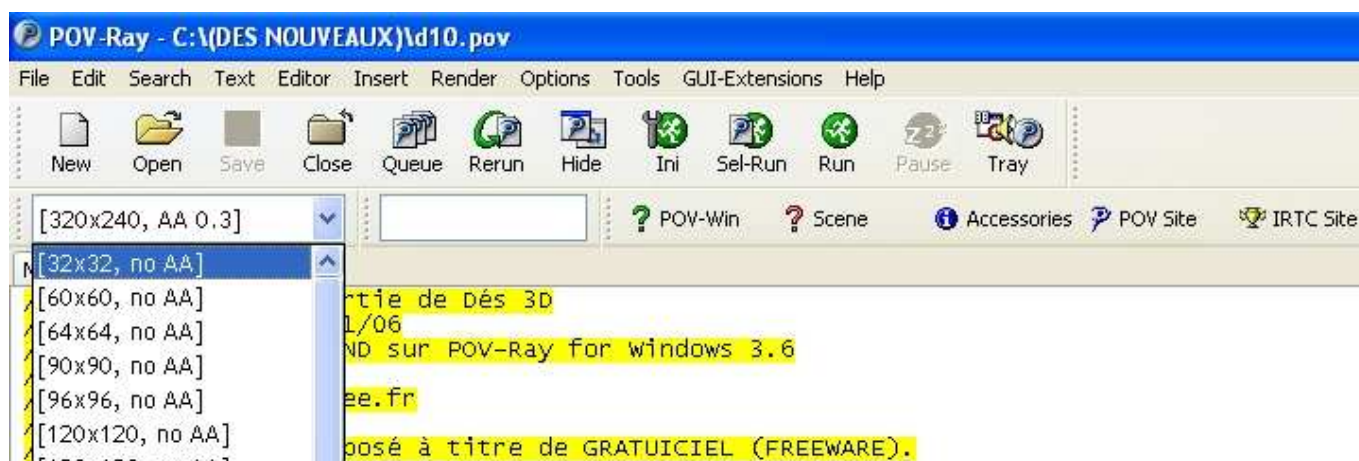 POV-Ray - C:\(DES NOUVEAUX)\d10.pov
File Edit Search Text Editor Insert Render Options Tools GUI-Extensions Help
New Open Save Close Queue Rerun Hide Ini Sel-Run Run Pause Tray
[320x240, AA 0.3] POV-Win Scene Accessories POV Site IRTC Site
[32x32, no AA]
[60x60, no AA] rtie de Dés 3D
[64x64, no AA] 1/06
ND sur POV-Ray for Windows 3.6
[90x90, no AA]
[96x96, no AA] ee.fr
[120x120, no AA]
posé à titre de GRATUICIEL (FREEWARE).